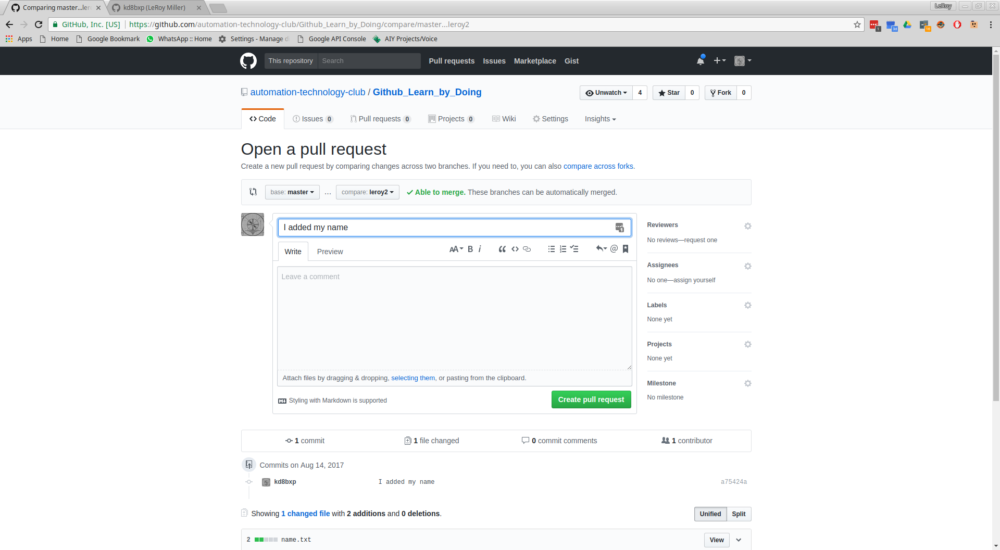 Comparing master...ler
kd8bxp (LeRoy Miller)
LeRoy
GitHub, Inc. [US]
https://github.com/automation-technology-club/Github_Learn_by_Doing/compare/master...leroy2
1
3d
16
Apps
Home
Google Bookmark
WhatsApp :: Home
Settings - Manage d
Google API Console
AIY Projects/Voice
This repository
Search
Pull requests
Issues
Marketplace
Gist
automation-technology-club / Github_Learn_by_Doing
Unwatch 4
Star 0
Fork 0
Code
Issues 0
Pull requests 0
Projects 0
Wiki
Settings
Insights
Open a pull request
Create a new pull request by comparing changes across two branches. If you need to, you can also compare across forks.
base: master ... compare: leroy2 Able to merge. These branches can be automatically merged.
I added my name
1
Write
Preview
AA B i
@
Leave a comment
Attach files by dragging & dropping, selecting them, or pasting from the clipboard.
Styling with Markdown is supported
Create pull request
Reviewers
No reviews—request one
Assignees
No one—assign yourself
Labels
None yet
Projects
None yet
Milestone
No milestone
1 commit
1 file changed
0 commit comments
1 contributor
Commits on Aug 14, 2017
kd8bxp
I added my name
a75424a
Showing 1 changed file with 2 additions and 0 deletions.
Unified
Split
2
name.txt
View